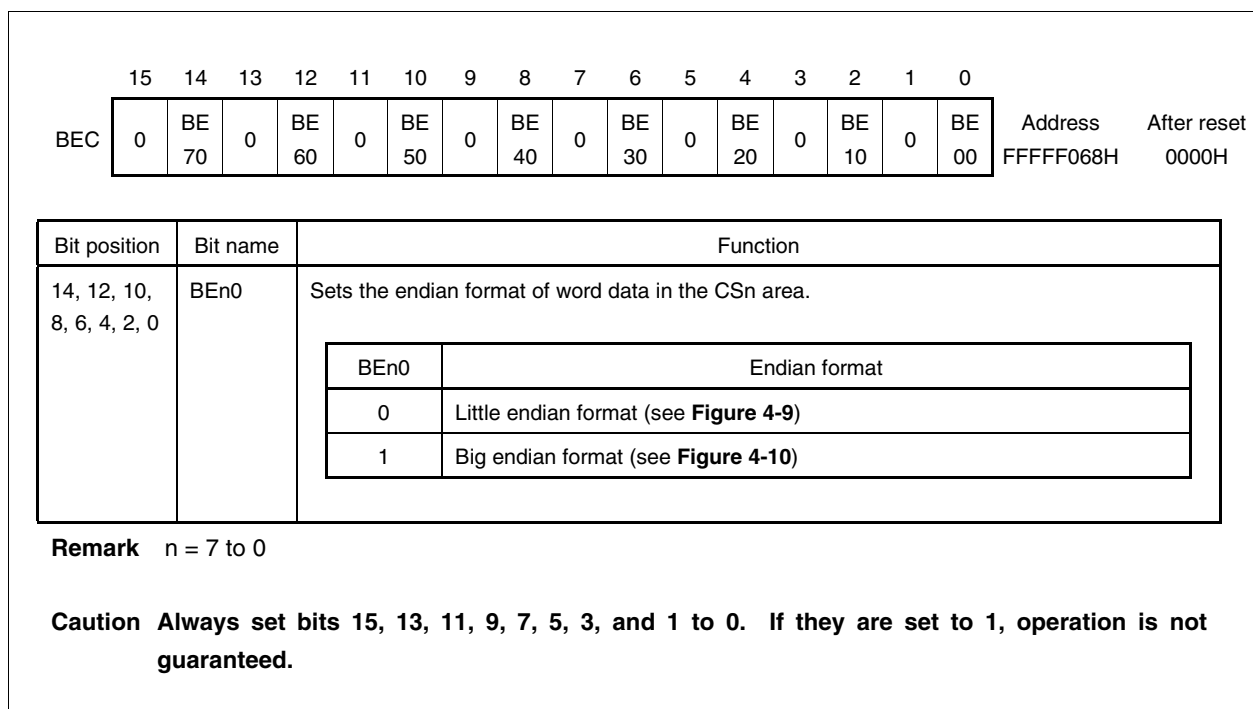 15 14 13 12 11 10 9 8 7 6 5 4 3 2 1 0
BEC 0 BE 70 0 BE 60 0 BE 50 0 BE 40 0 BE 30 0 BE 20 0 BE 10 0 BE 00 Address FFFFF068H After reset 0000H
Bit position Bit name Function
14, 12, 10, BEn0 Sets the endian format of word data in the CSn area.
8, 6, 4, 2, 0
BEn0 Endian format
0 Little endian format (see Figure 4-9)
1 Big endian format (see Figure 4-10)
Remark n = 7 to 0
Caution Always set bits 15, 13, 11, 9, 7, 5, 3, and 1 to 0. If they are set to 1, operation is not
guaranteed.